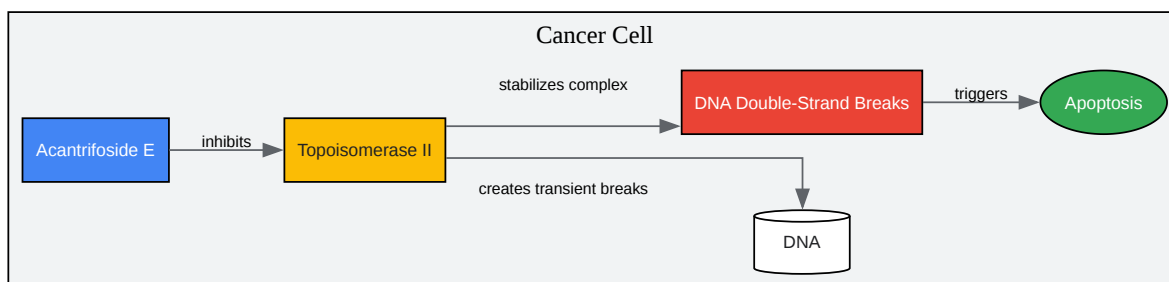 Cancer Cell
stabilizes complex
DNA Double-Strand Breaks
triggers
Apoptosis
Acantrifoside E
inhibits
Topoisomerase II
creates transient breaks
DNA